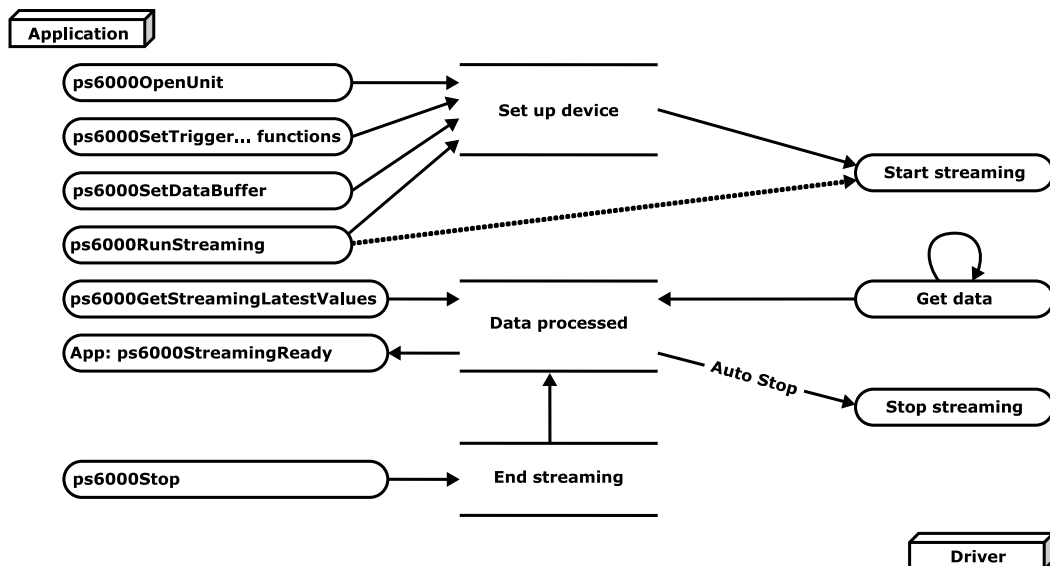 Application
ps6000OpenUnit
ps6000SetTrigger... functions
Set up device
ps6000SetDataBuffer
Start streaming
ps6000RunStreaming
ps6000GetStreamingLatestValues
Get data
Data processed
App: ps6000StreamingReady
Auto Stop
Stop streaming
ps6000Stop
End streaming
Driver